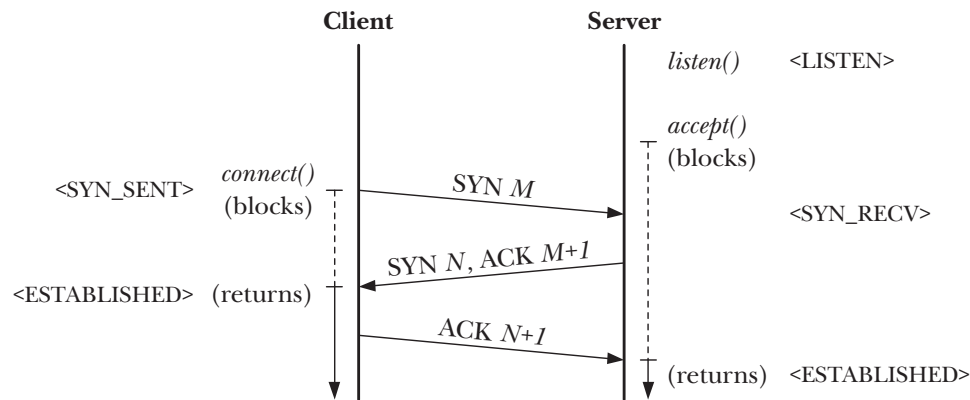 Client
Server
listen() <LISTEN>
accept()
(blocks)
<SYN_SENT> connect()
(blocks)
SYN M
<SYN_RECV>
SYN N, ACK M+1
<ESTABLISHED> (returns)
ACK N+1
(returns) <ESTABLISHED>